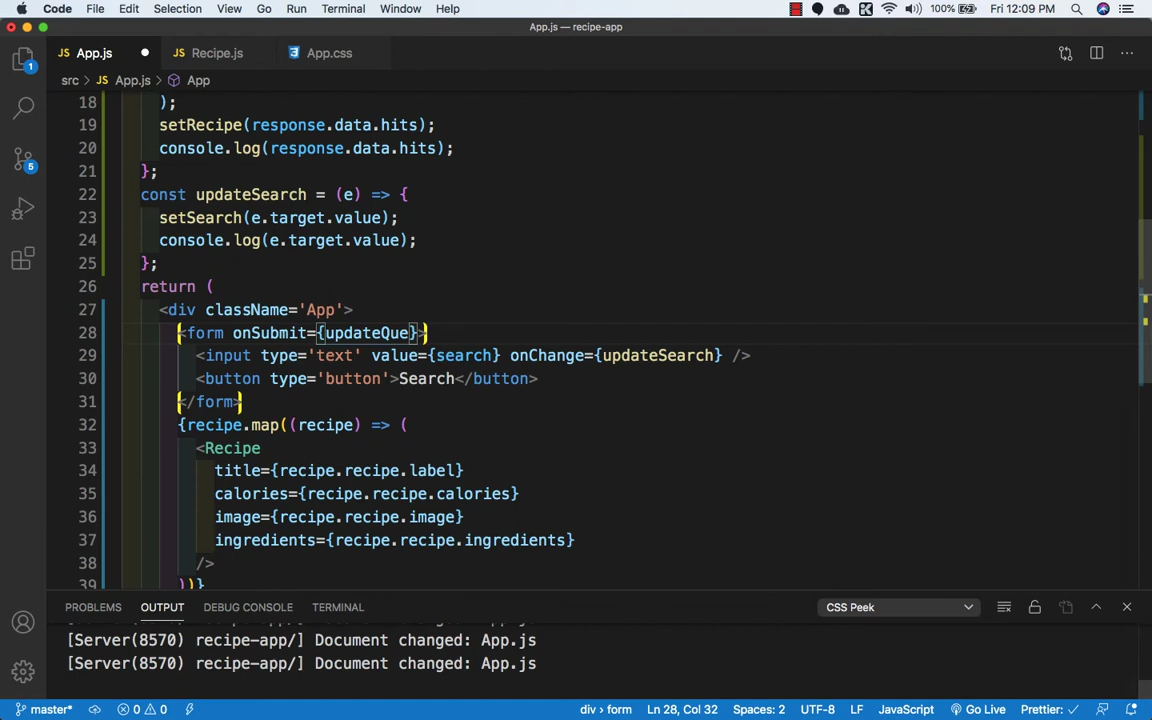 Code File Edit Selection View Go Run Terminal Window Help 100% Fri 12:09 PM
App.js — recipe-app
JS App.js JS Recipe.js App.css
src > JS App.js > App
18 );
19 setRecipe(response.data.hits);
20 console.log(response.data.hits);
21 };
22 const updateSearch = (e) => {
23 setSearch(e.target.value);
24 console.log(e.target.value);
25 };
26 return (
27 <div className='App'>
28 <form onSubmit={updateQue}>
29 <input type='text' value={search} onChange={updateSearch} />
30 <button type='button'>Search</button>
31 </form>
32 {recipe.map((recipe) => (
33 <Recipe
34 title={recipe.recipe.label}
35 calories={recipe.recipe.calories}
36 image={recipe.recipe.image}
37 ingredients={recipe.recipe.ingredients}
38 />
39 ))}
1
5
PROBLEMS OUTPUT DEBUG CONSOLE TERMINAL CSS Peek
[Server(8570) recipe-app/] Document changed: App.js
[Server(8570) recipe-app/] Document changed: App.js
master* 0 0 div > form Ln 28, Col 32 Spaces: 2 UTF-8 LF JavaScript Go Live Prettier: ✓